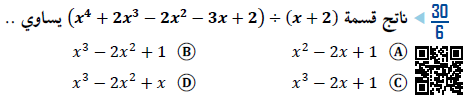 30/6 ◀ ناتج قسمة (x⁴ + 2x³ − 2x² − 3x + 2) ÷ (x + 2) يساوي ..
Ⓐ x² − 2x + 1 Ⓑ x³ − 2x² + 1
Ⓒ x³ − 2x + 1 Ⓓ x³ − 2x² + x